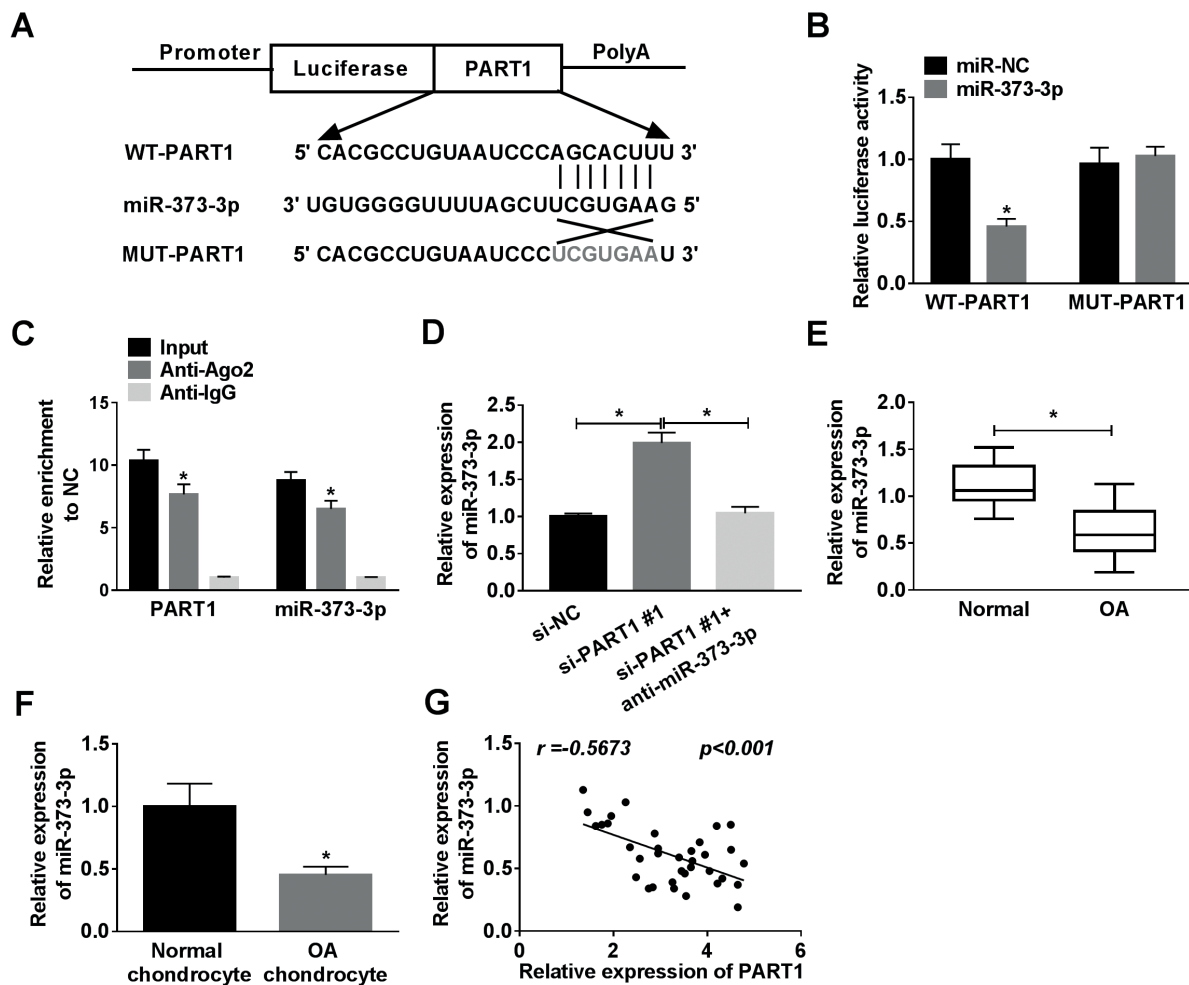 A
Promoter
Luciferase
PART1
PolyA
WT-PART1 5' CACGCCUGUAAUCCCAGCACUUU 3'
miR-373-3p 3' UGUGGGGUUUUAGCUUCGUGAAG 5'
MUT-PART1 5' CACGCCUGUAAUCCCUCGUGAAU 3'
B
miR-NC
miR-373-3p
Relative luciferase activity
1.5
1.0
0.5
0.0
*
WT-PART1 MUT-PART1
C
Input
Anti-Ago2
Anti-IgG
Relative enrichment
to NC
15
10
5
0
* *
PART1 miR-373-3p
D
Relative expression
of miR-373-3p
2.5
2.0
1.5
1.0
0.5
0.0
* *
si-NC
si-PART1 #1
si-PART1 #1+
anti-miR-373-3p
E
Relative expression
of miR-373-3p
2.0
1.5
1.0
0.5
0.0
*
Normal OA
F
Relative expression
of miR-373-3p
1.5
1.0
0.5
0.0
*
Normal
chondrocyte
OA
chondrocyte
G
Relative expression
of miR-373-3p
1.5
1.0
0.5
0.0
r =-0.5673 p<0.001
0 2 4 6
Relative expression of PART1